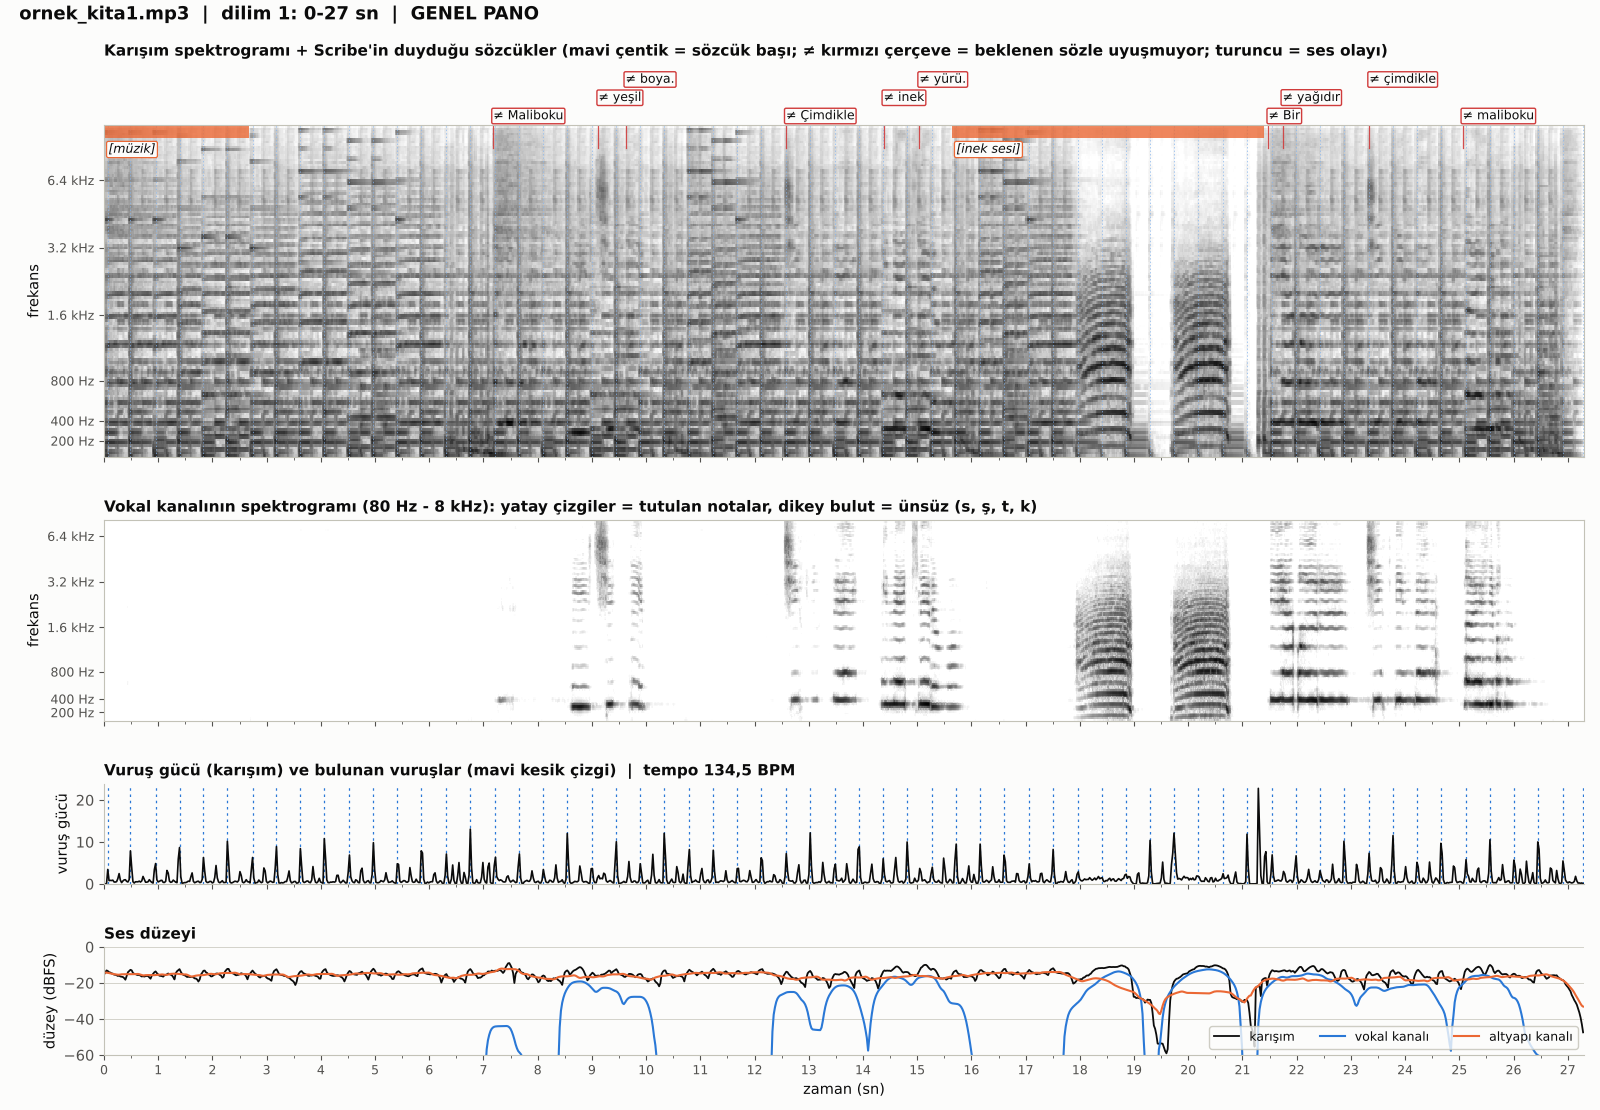 ornek_kita1.mp3 | dilim 1: 0-27 sn | GENEL PANO
Karışım spektrogramı + Scribe'in duyduğu sözcükler (mavi çentik = sözcük başı; ≠ kırmızı çerçeve = beklenen sözle uyuşmuyor; turuncu = ses olayı)
≠ boya. ≠ yürü. ≠ çimdikle
≠ yeşil ≠ inek ≠ yağıdır
≠ Maliboku ≠ Çimdikle ≠ Bir ≠ maliboku
[müzik] [inek sesi]
frekans
6.4 kHz
3.2 kHz
1.6 kHz
800 Hz
400 Hz
200 Hz
Vokal kanalının spektrogramı (80 Hz - 8 kHz): yatay çizgiler = tutulan notalar, dikey bulut = ünsüz (s, ş, t, k)
frekans
6.4 kHz
3.2 kHz
1.6 kHz
800 Hz
400 Hz
200 Hz
Vuruş gücü (karışım) ve bulunan vuruşlar (mavi kesik çizgi) | tempo 134,5 BPM
vuruş gücü
20
10
0
Ses düzeyi
düzey (dBFS)
0
−20
−40
−60
karışım vokal kanalı altyapı kanalı
0 1 2 3 4 5 6 7 8 9 10 11 12 13 14 15 16 17 18 19 20 21 22 23 24 25 26 27
zaman (sn)